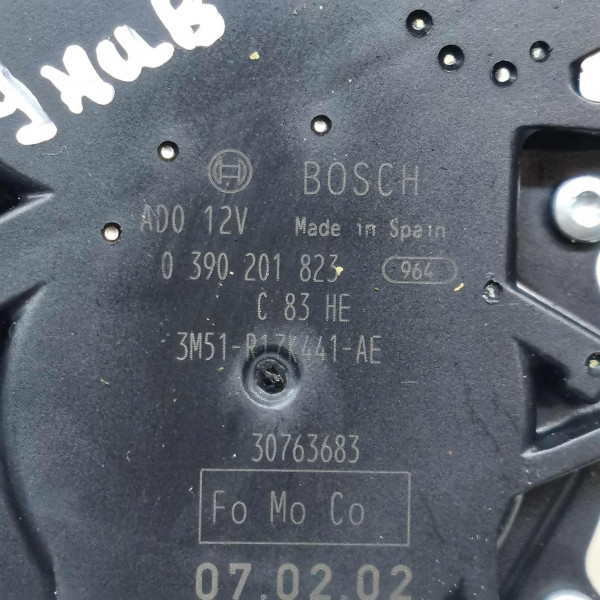 BOSCH
AD0 12V Made in Spain
0 390 201 823 964
C 83 HE
3M51-R17K441-AE
30763683
Fo Mo Co
07.02.02